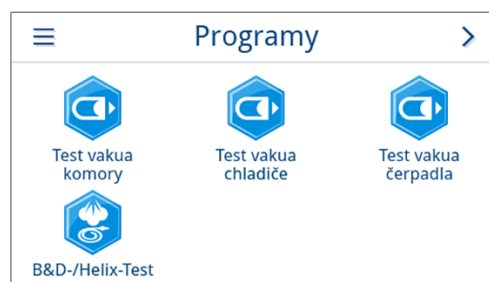 Programy
Test vakua
komory
Test vakua
chladiče
Test vakua
čerpadla
B&D-/Helix-Test